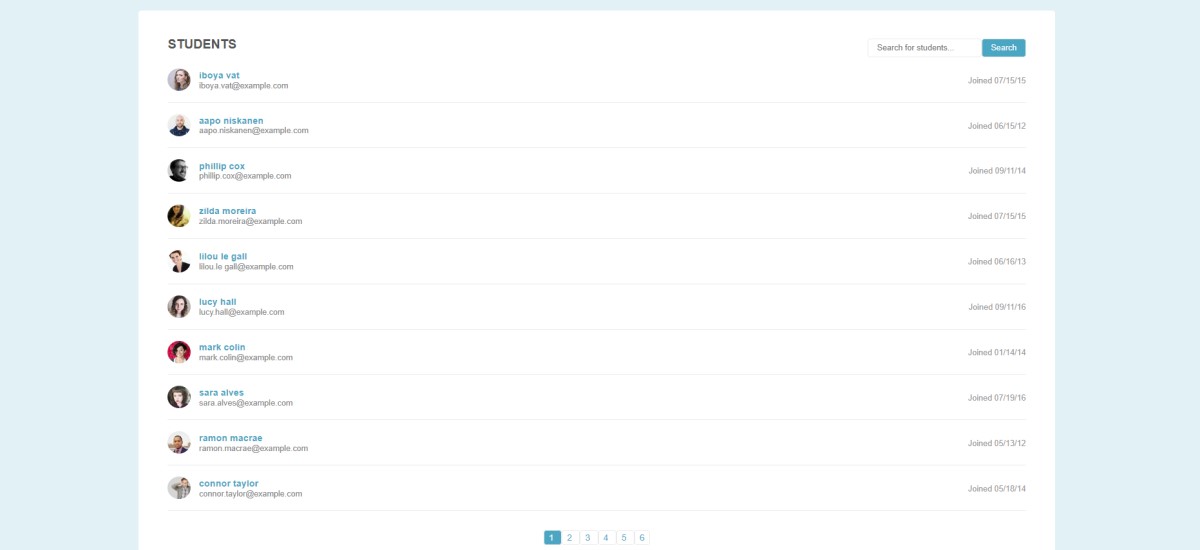 STUDENTS
Search for students...
Search
iboya vat
iboya.vat@example.com
Joined 07/15/15
aapo niskanen
aapo.niskanen@example.com
Joined 06/15/12
phillip cox
phillip.cox@example.com
Joined 09/11/14
zilda moreira
zilda.moreira@example.com
Joined 07/15/15
lilou le gall
lilou.le gall@example.com
Joined 06/16/13
lucy hall
lucy.hall@example.com
Joined 09/11/16
mark colin
mark.colin@example.com
Joined 01/14/14
sara alves
sara.alves@example.com
Joined 07/19/16
ramon macrae
ramon.macrae@example.com
Joined 05/13/12
connor taylor
connor.taylor@example.com
Joined 05/18/14
1 2 3 4 5 6